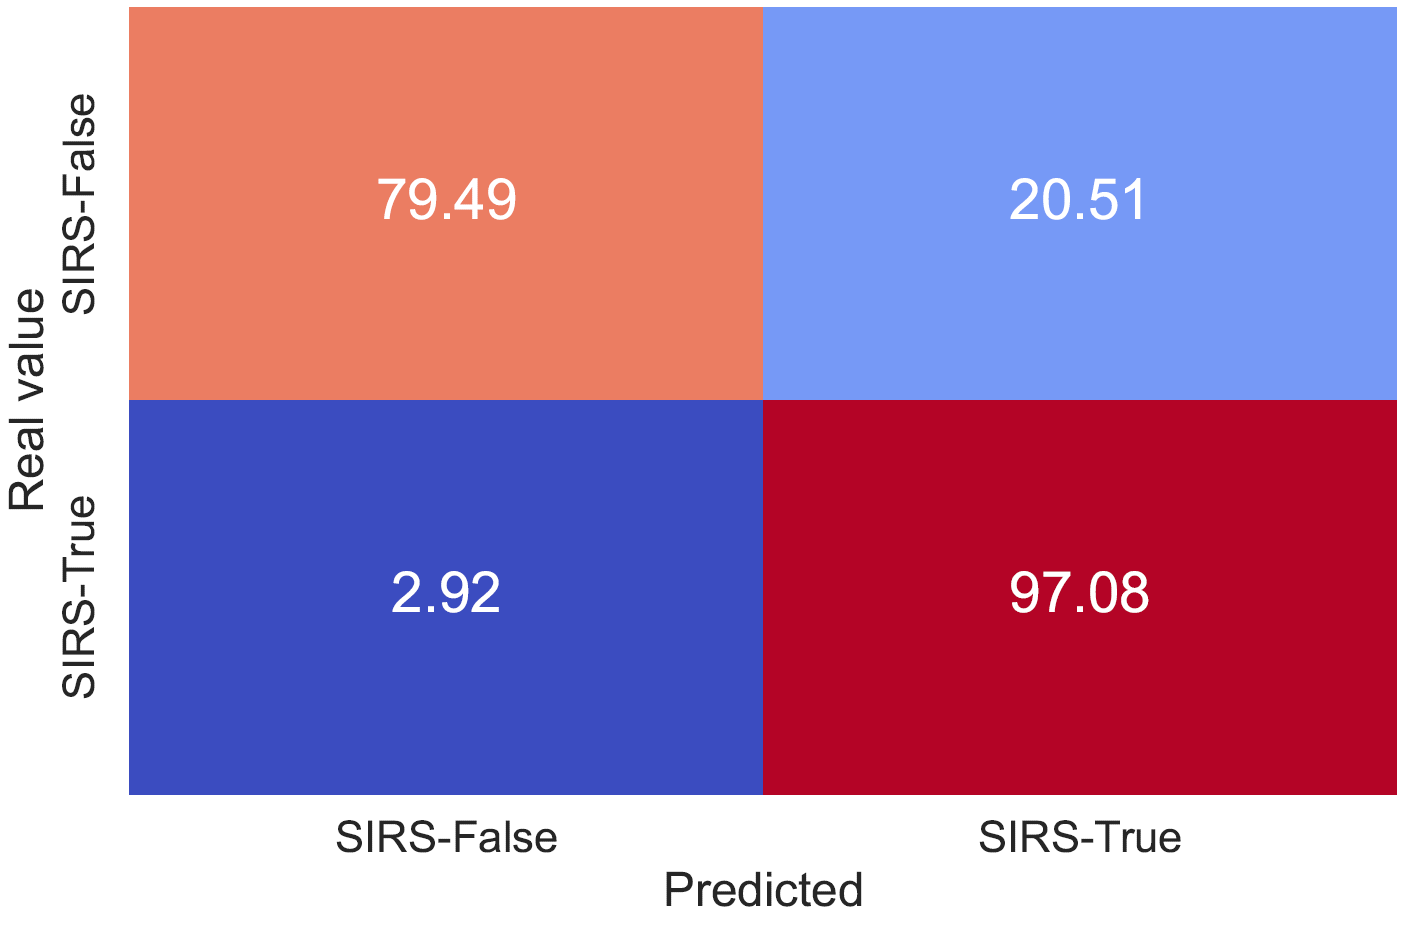 Real value
SIRS-False
79.49
20.51
SIRS-True
2.92
97.08
SIRS-False
SIRS-True
Predicted